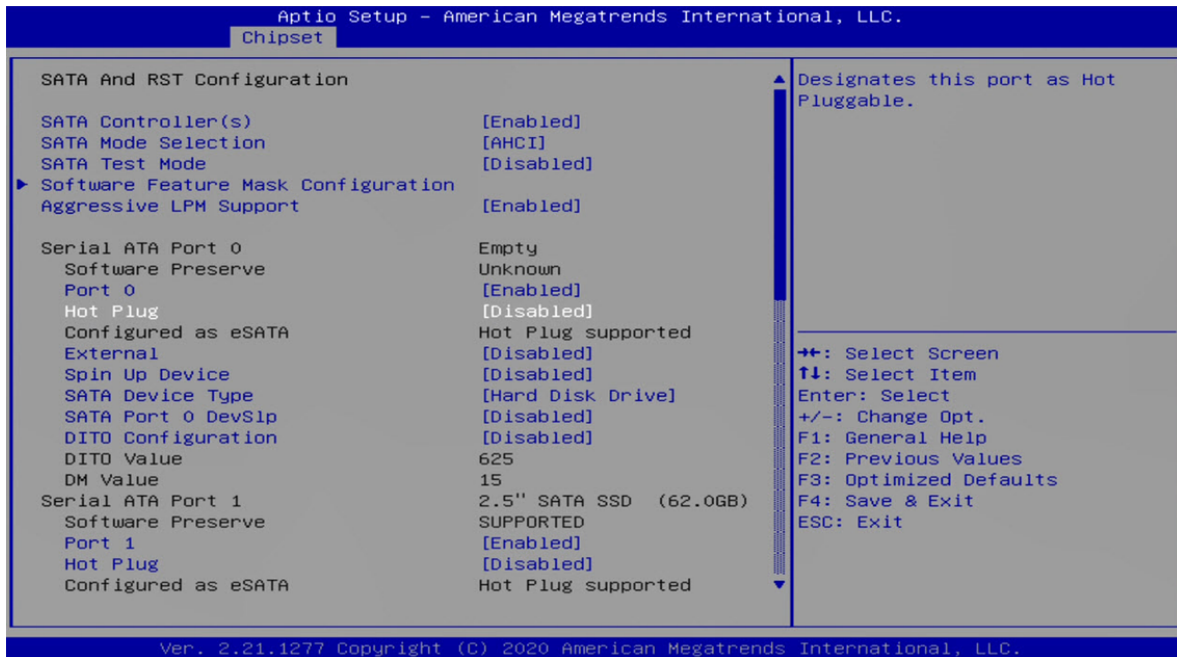 Aptio Setup – American Megatrends International, LLC.
Chipset
SATA And RST Configuration
SATA Controller(s) [Enabled]
SATA Mode Selection [AHCI]
SATA Test Mode [Disabled]
Software Feature Mask Configuration
Aggressive LPM Support [Enabled]
Serial ATA Port 0 Empty
Software Preserve Unknown
Port 0 [Enabled]
Hot Plug [Disabled]
Configured as eSATA Hot Plug supported
External [Disabled]
Spin Up Device [Disabled]
SATA Device Type [Hard Disk Drive]
SATA Port 0 DevSlp [Disabled]
DITO Configuration [Disabled]
DITO Value 625
DM Value 15
Serial ATA Port 1 2.5" SATA SSD (62.0GB)
Software Preserve SUPPORTED
Port 1 [Enabled]
Hot Plug [Disabled]
Configured as eSATA Hot Plug supported
Designates this port as Hot
Pluggable.
→←: Select Screen
↑↓: Select Item
Enter: Select
+/-: Change Opt.
F1: General Help
F2: Previous Values
F3: Optimized Defaults
F4: Save & Exit
ESC: Exit
Ver. 2.21.1277 Copyright (C) 2020 American Megatrends International, LLC.